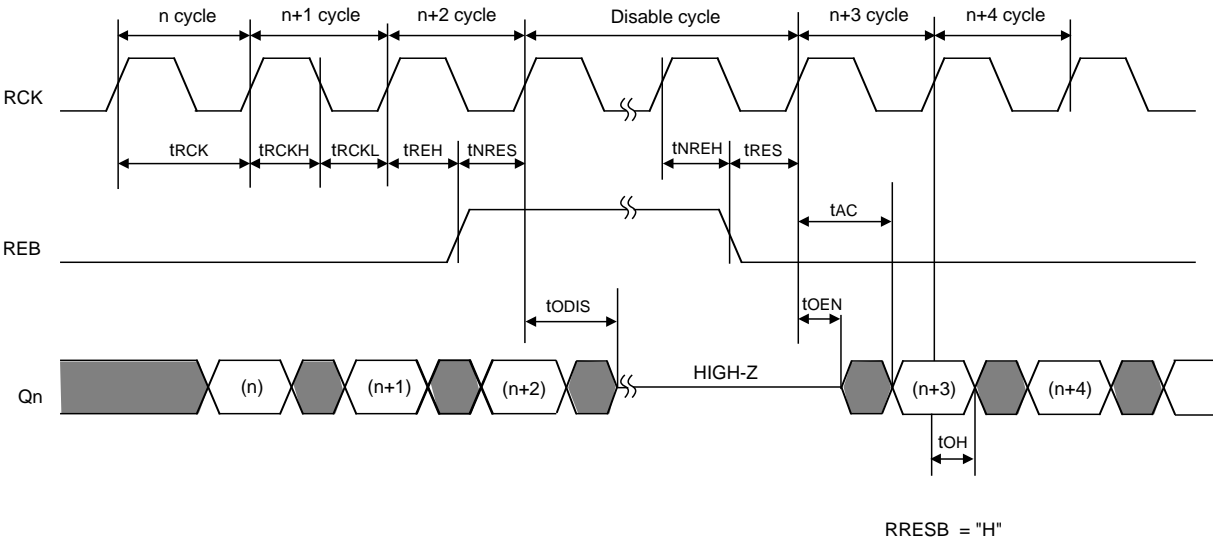 n cycle n+1 cycle n+2 cycle Disable cycle n+3 cycle n+4 cycle
RCK
tRCK tRCKH tRCKL tREH tNRES tNREH tRES
tAC
REB
tODIS tOEN
Qn (n) (n+1) (n+2) HIGH-Z (n+3) (n+4)
tOH
RRESB = "H"